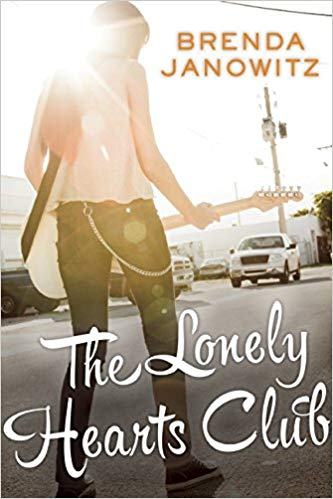 BRENDA
JANOWITZ
The Lonely
Hearts Club